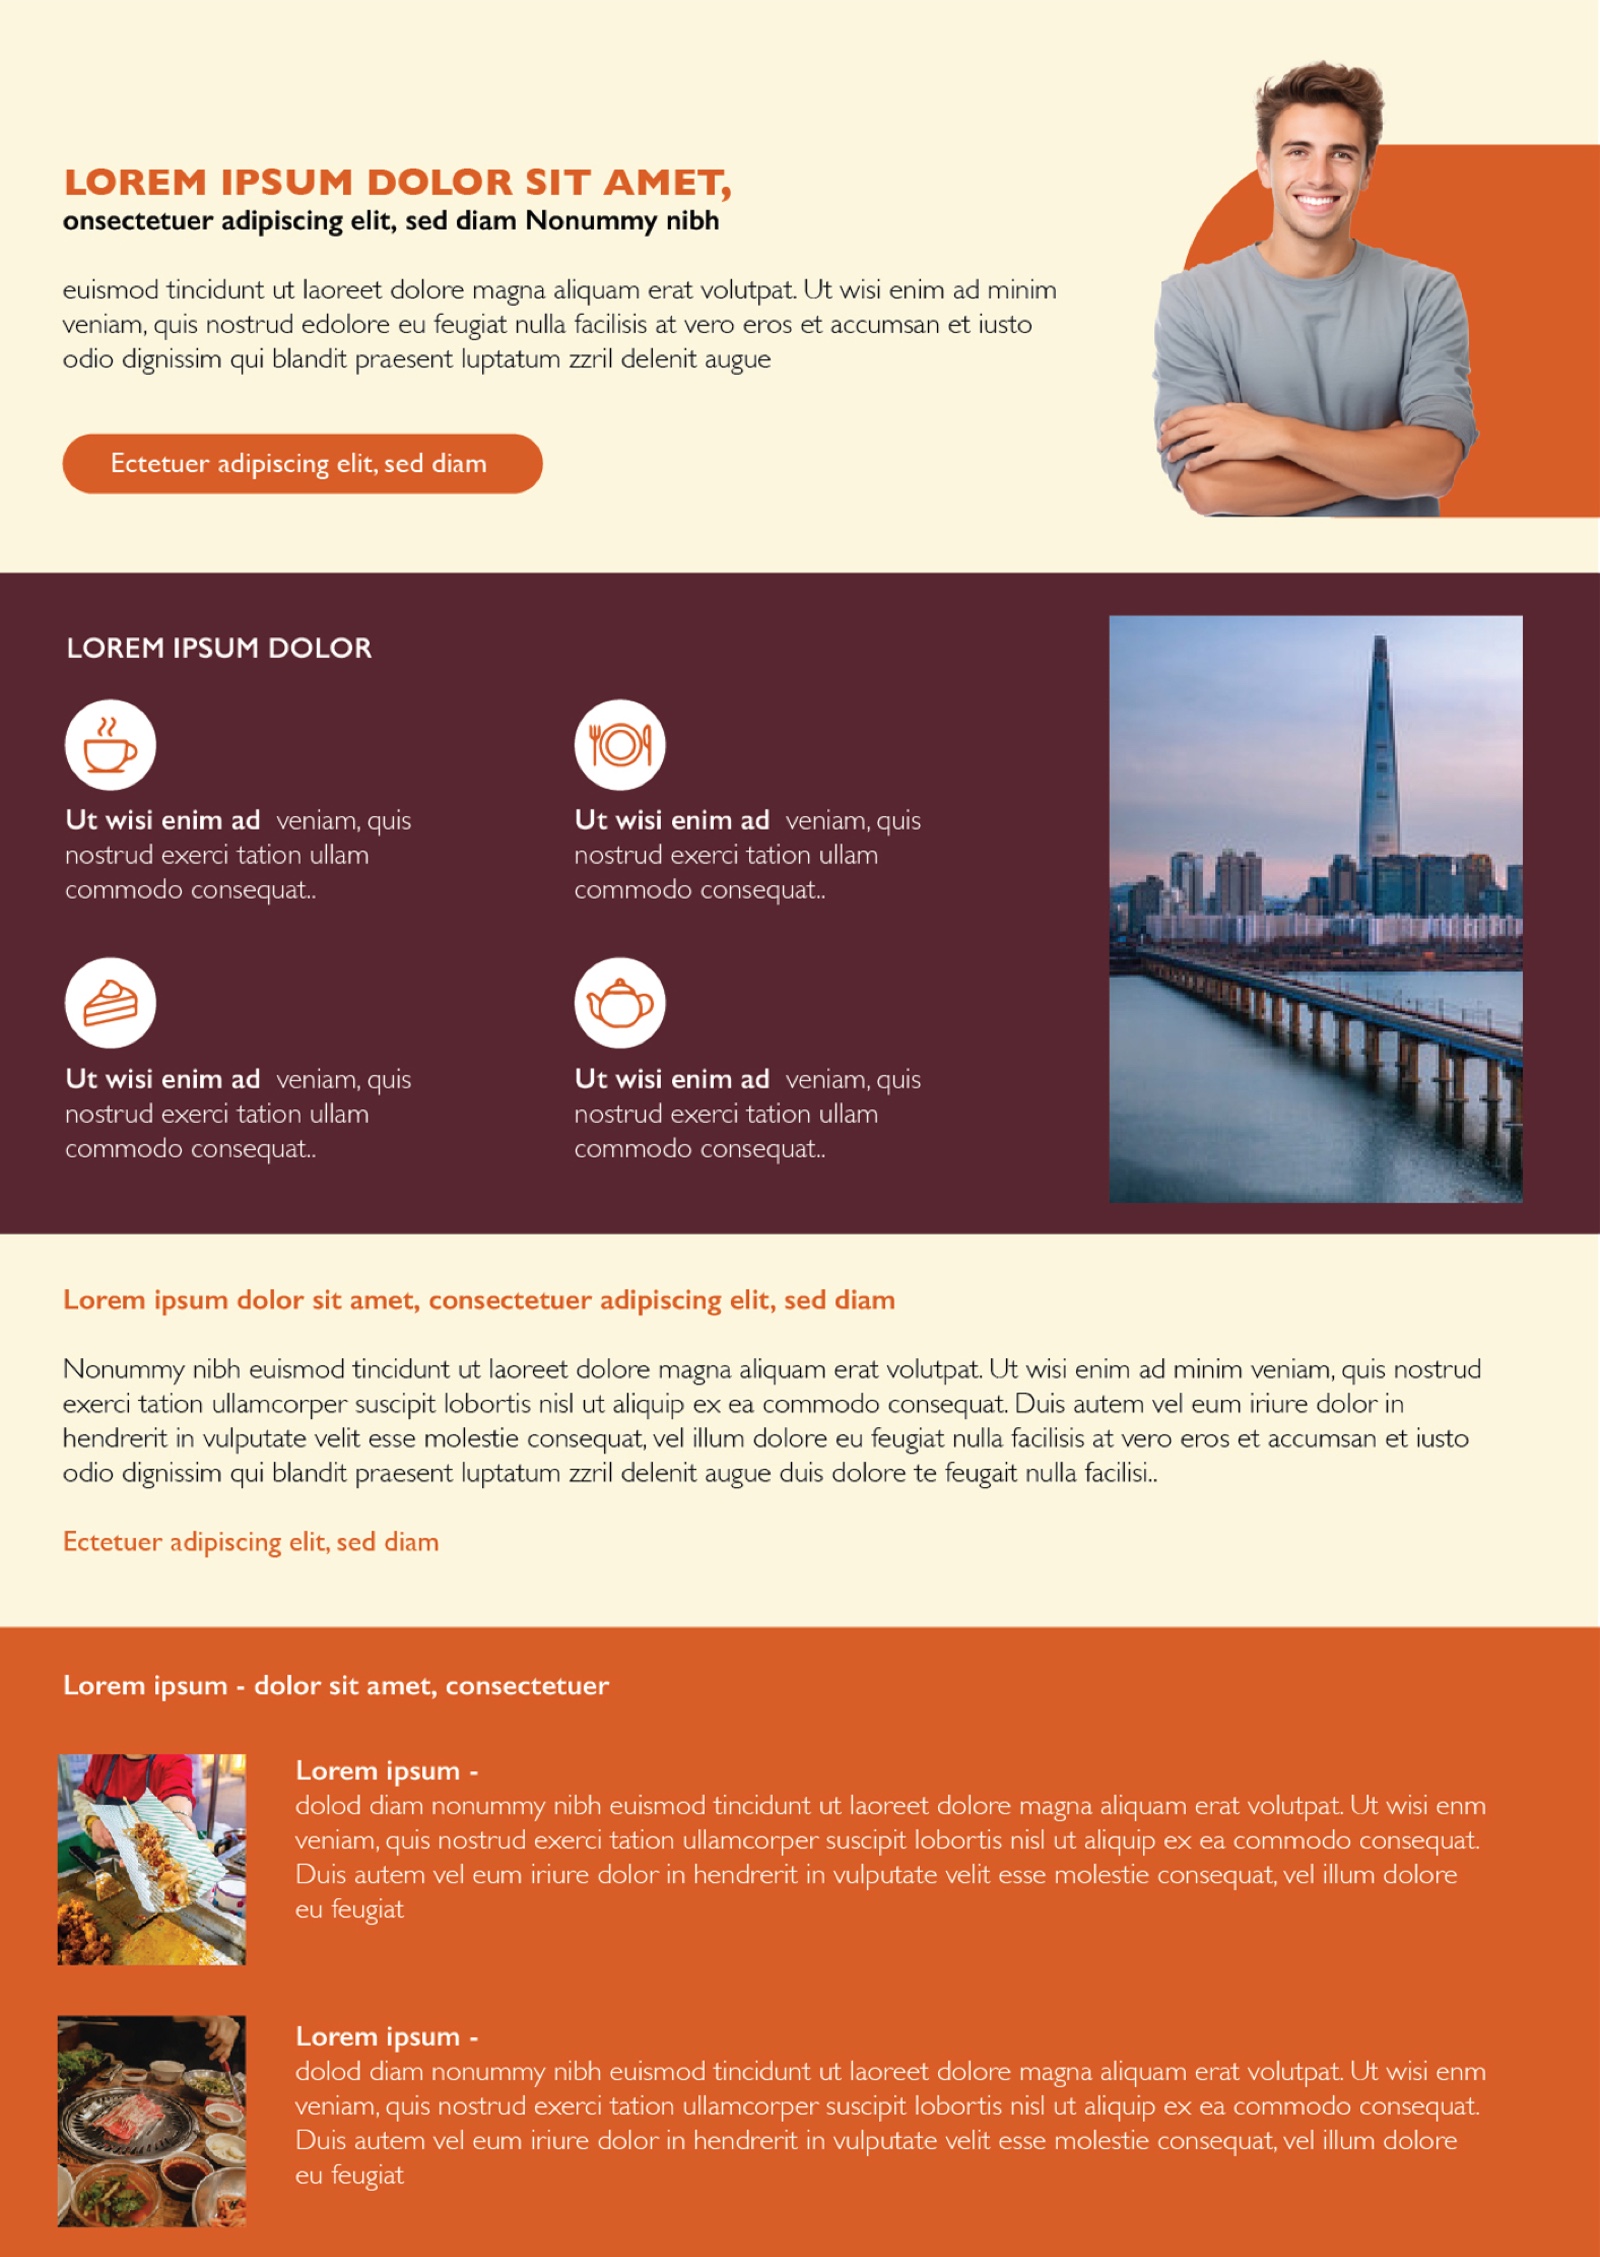 LOREM IPSUM DOLOR SIT AMET,
onsectetuer adipiscing elit, sed diam Nonummy nibh
euismod tincidunt ut laoreet dolore magna aliquam erat volutpat. Ut wisi enim ad minim
veniam, quis nostrud edolore eu feugiat nulla facilisis at vero eros et accumsan et iusto
odio dignissim qui blandit praesent luptatum zzril delenit augue
Ectetuer adipiscing elit, sed diam
LOREM IPSUM DOLOR
Ut wisi enim ad  veniam, quis
nostrud exerci tation ullam
commodo consequat..
Ut wisi enim ad  veniam, quis
nostrud exerci tation ullam
commodo consequat..
Ut wisi enim ad  veniam, quis
nostrud exerci tation ullam
commodo consequat..
Ut wisi enim ad  veniam, quis
nostrud exerci tation ullam
commodo consequat..
Lorem ipsum dolor sit amet, consectetuer adipiscing elit, sed diam
Nonummy nibh euismod tincidunt ut laoreet dolore magna aliquam erat volutpat. Ut wisi enim ad minim veniam, quis nostrud
exerci tation ullamcorper suscipit lobortis nisl ut aliquip ex ea commodo consequat. Duis autem vel eum iriure dolor in
hendrerit in vulputate velit esse molestie consequat, vel illum dolore eu feugiat nulla facilisis at vero eros et accumsan et iusto
odio dignissim qui blandit praesent luptatum zzril delenit augue duis dolore te feugait nulla facilisi..
Ectetuer adipiscing elit, sed diam
Lorem ipsum - dolor sit amet, consectetuer
Lorem ipsum -
dolod diam nonummy nibh euismod tincidunt ut laoreet dolore magna aliquam erat volutpat. Ut wisi enm
veniam, quis nostrud exerci tation ullamcorper suscipit lobortis nisl ut aliquip ex ea commodo consequat.
Duis autem vel eum iriure dolor in hendrerit in vulputate velit esse molestie consequat, vel illum dolore
eu feugiat
Lorem ipsum -
dolod diam nonummy nibh euismod tincidunt ut laoreet dolore magna aliquam erat volutpat. Ut wisi enm
veniam, quis nostrud exerci tation ullamcorper suscipit lobortis nisl ut aliquip ex ea commodo consequat.
Duis autem vel eum iriure dolor in hendrerit in vulputate velit esse molestie consequat, vel illum dolore
eu feugiat